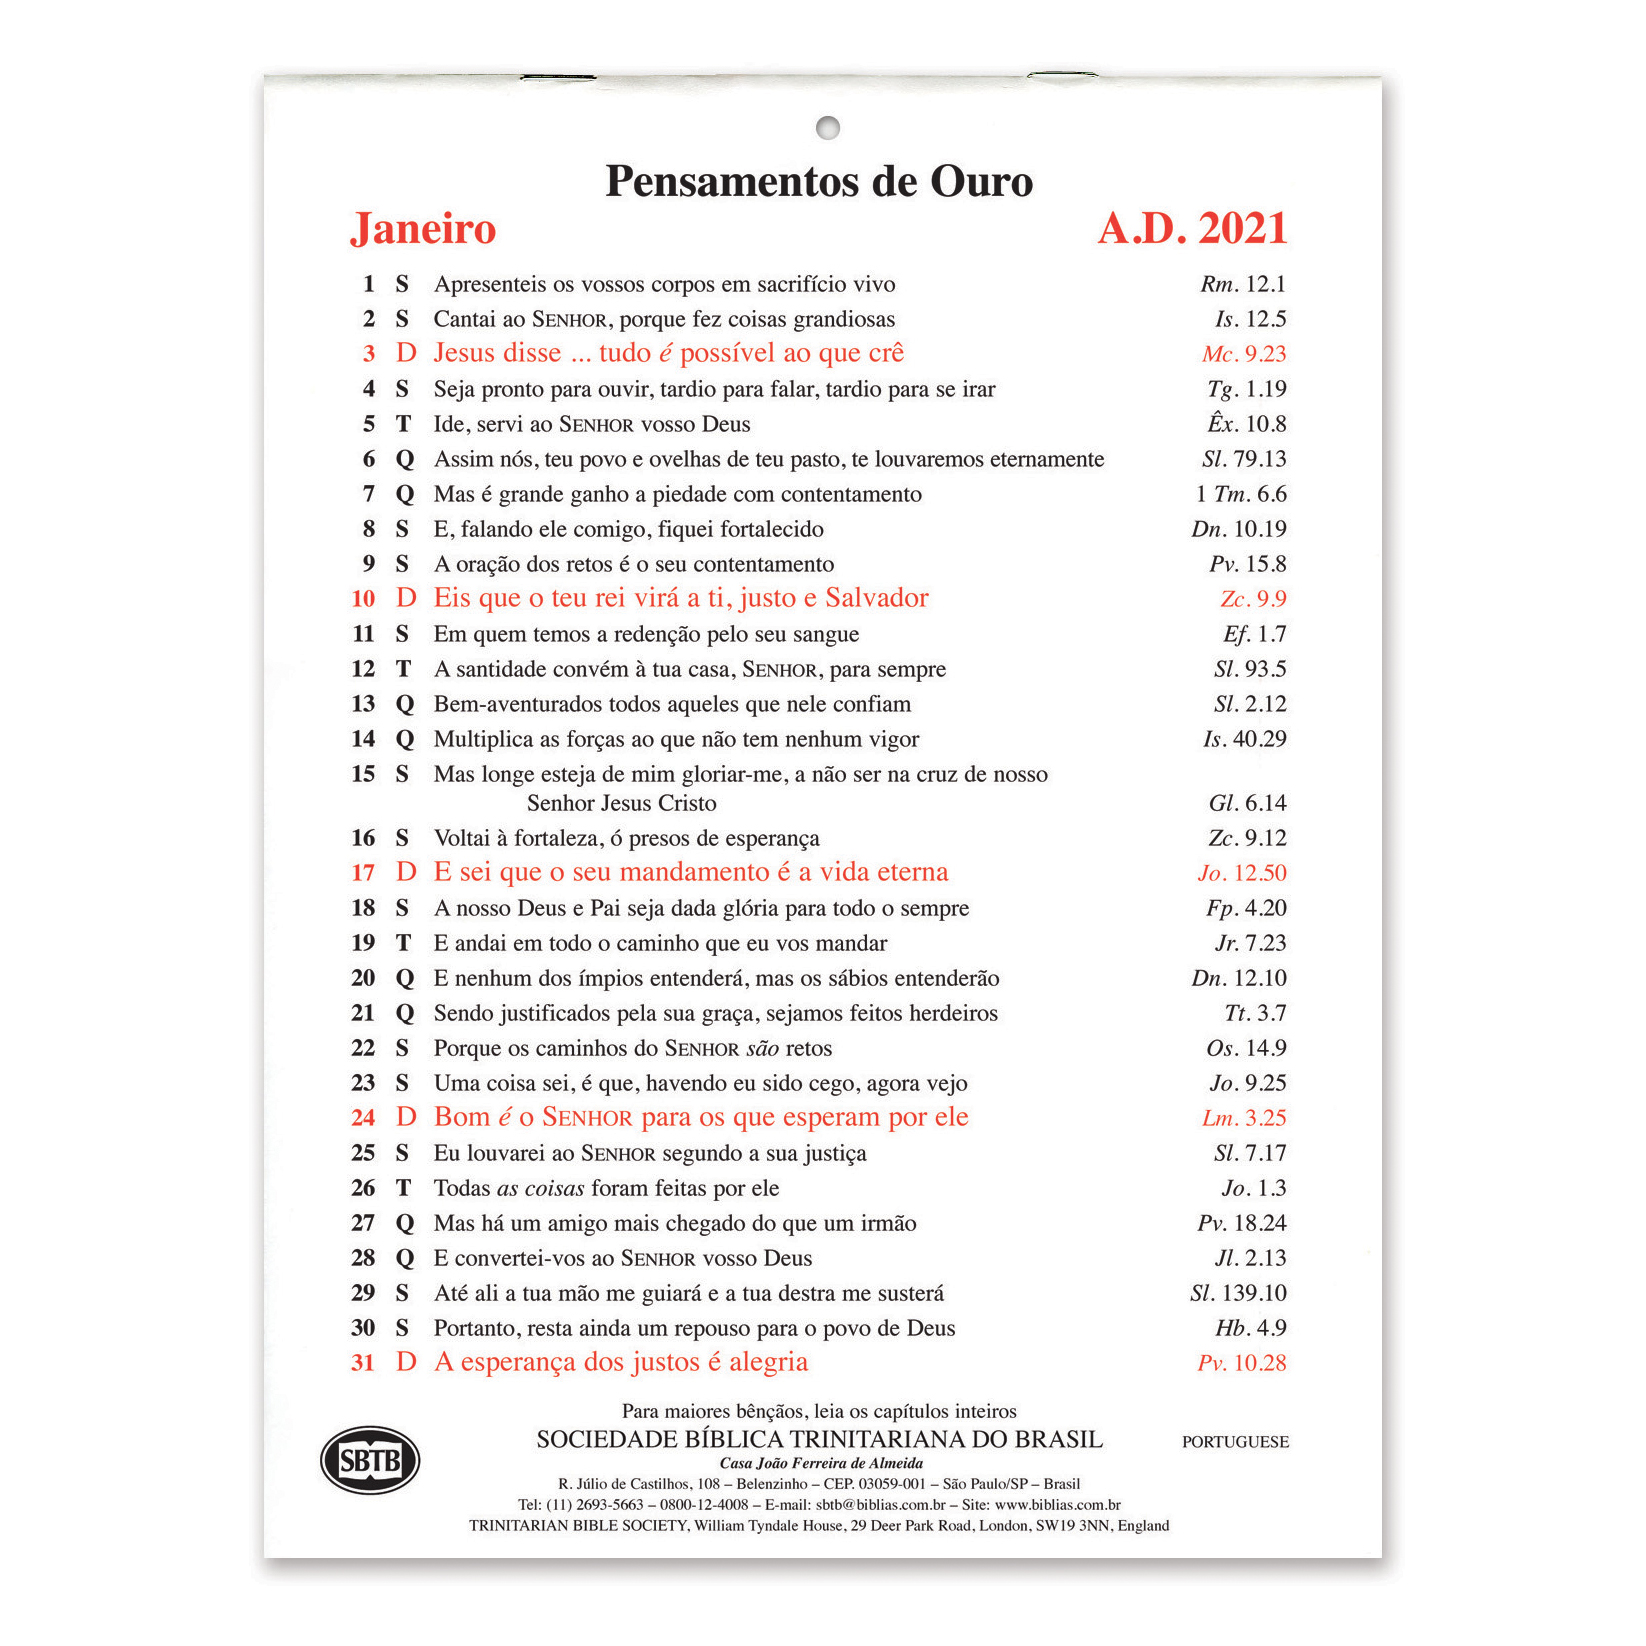 Pensamentos de Ouro
Janeiro A.D. 2021
1 S Apresenteis os vossos corpos em sacrifício vivo Rm. 12.1
2 S Cantai ao SENHOR, porque fez coisas grandiosas Is. 12.5
3 D Jesus disse ... tudo é possível ao que crê Mc. 9.23
4 S Seja pronto para ouvir, tardio para falar, tardio para se irar Tg. 1.19
5 T Ide, servi ao SENHOR vosso Deus Êx. 10.8
6 Q Assim nós, teu povo e ovelhas de teu pasto, te louvaremos eternamente Sl. 79.13
7 Q Mas é grande ganho a piedade com contentamento 1 Tm. 6.6
8 S E, falando ele comigo, fiquei fortalecido Dn. 10.19
9 S A oração dos retos é o seu contentamento Pv. 15.8
10 D Eis que o teu rei virá a ti, justo e Salvador Zc. 9.9
11 S Em quem temos a redenção pelo seu sangue Ef. 1.7
12 T A santidade convém à tua casa, SENHOR, para sempre Sl. 93.5
13 Q Bem-aventurados todos aqueles que nele confiam Sl. 2.12
14 Q Multiplica as forças ao que não tem nenhum vigor Is. 40.29
15 S Mas longe esteja de mim gloriar-me, a não ser na cruz de nosso
Senhor Jesus Cristo Gl. 6.14
16 S Voltai à fortaleza, ó presos de esperança Zc. 9.12
17 D E sei que o seu mandamento é a vida eterna Jo. 12.50
18 S A nosso Deus e Pai seja dada glória para todo o sempre Fp. 4.20
19 T E andai em todo o caminho que eu vos mandar Jr. 7.23
20 Q E nenhum dos ímpios entenderá, mas os sábios entenderão Dn. 12.10
21 Q Sendo justificados pela sua graça, sejamos feitos herdeiros Tt. 3.7
22 S Porque os caminhos do SENHOR são retos Os. 14.9
23 S Uma coisa sei, é que, havendo eu sido cego, agora vejo Jo. 9.25
24 D Bom é o SENHOR para os que esperam por ele Lm. 3.25
25 S Eu louvarei ao SENHOR segundo a sua justiça Sl. 7.17
26 T Todas as coisas foram feitas por ele Jo. 1.3
27 Q Mas há um amigo mais chegado do que um irmão Pv. 18.24
28 Q E convertei-vos ao SENHOR vosso Deus Jl. 2.13
29 S Até ali a tua mão me guiará e a tua destra me susterá Sl. 139.10
30 S Portanto, resta ainda um repouso para o povo de Deus Hb. 4.9
31 D A esperança dos justos é alegria Pv. 10.28
Para maiores bênçãos, leia os capítulos inteiros
SOCIEDADE BÍBLICA TRINITARIANA DO BRASIL PORTUGUESE
SBTB
Casa João Ferreira de Almeida
R. Júlio de Castilhos, 108 – Belenzinho – CEP. 03059-001 – São Paulo/SP – Brasil
Tel: (11) 2693-5663 – 0800-12-4008 – E-mail: sbtb@biblias.com.br – Site: www.biblias.com.br
TRINITARIAN BIBLE SOCIETY, William Tyndale House, 29 Deer Park Road, London, SW19 3NN, England